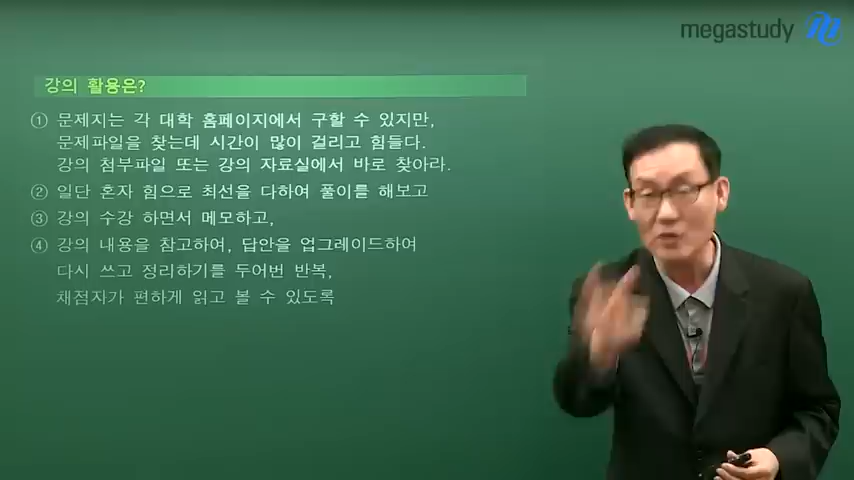 megastudy
강의 활용은?
① 문제지는 각 대학 홈페이지에서 구할 수 있지만,
문제파일을 찾는데 시간이 많이 걸리고 힘들다.
강의 첨부파일 또는 강의 자료실에서 바로 찾아라.
② 일단 혼자 힘으로 최선을 다하여 풀이를 해보고
③ 강의 수강 하면서 메모하고,
④ 강의 내용을 참고하여, 답안을 업그레이드하여
다시 쓰고 정리하기를 두어번 반복,
채점자가 편하게 읽고 볼 수 있도록